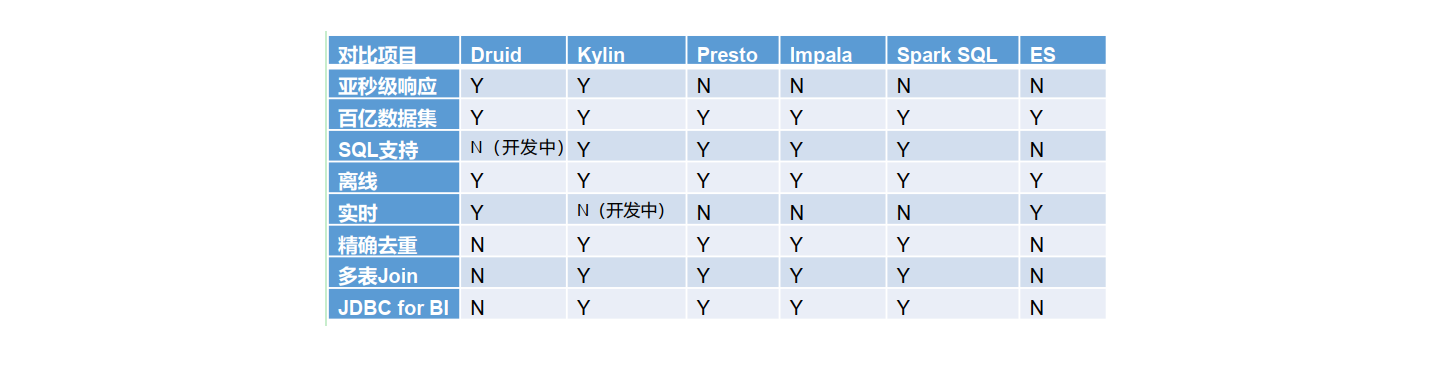 对比项目 Druid Kylin Presto Impala Spark SQL ES
亚秒级响应 Y Y N N N N
百亿数据集 Y Y Y Y Y Y
SQL支持 N（开发中） Y Y Y Y N
离线 Y Y Y Y Y Y
实时 Y N（开发中） N N N Y
精确去重 N Y Y Y Y N
多表Join N Y Y Y Y N
JDBC for BI N Y Y Y Y N